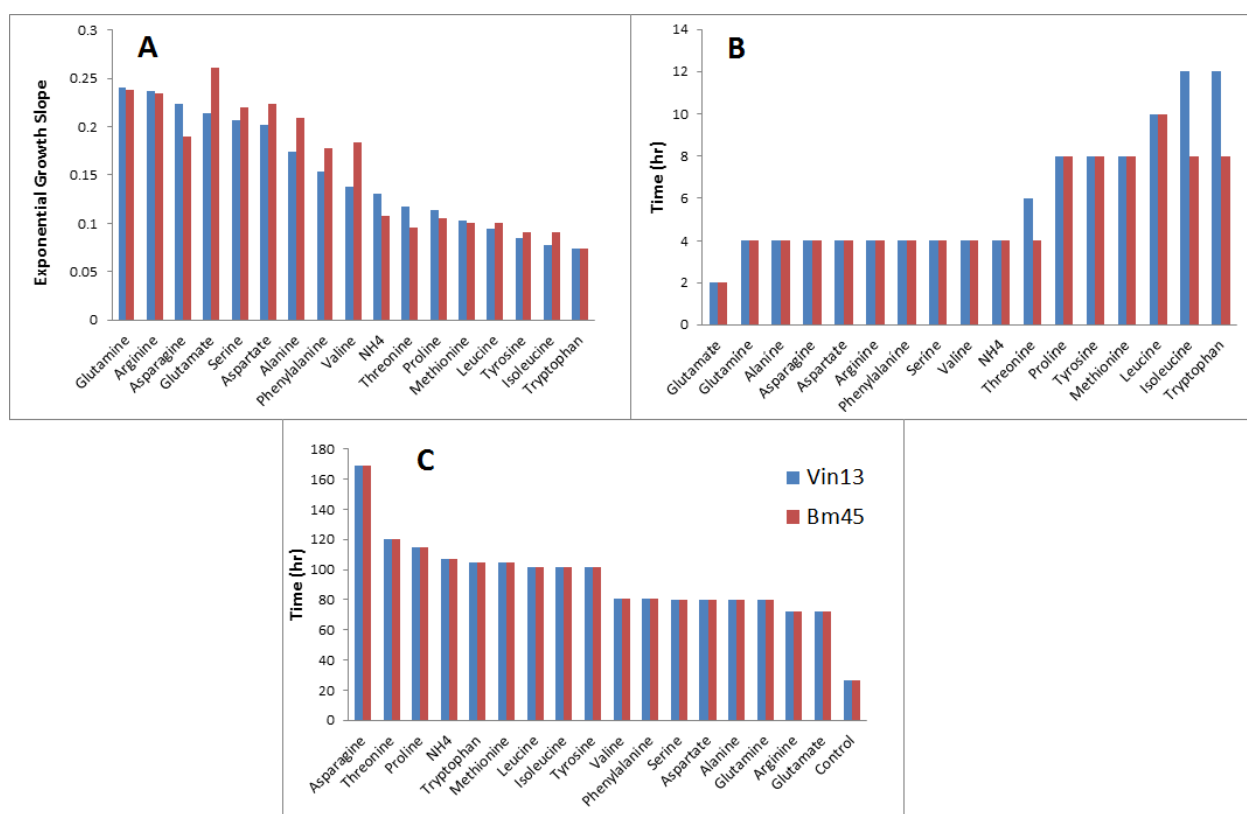 A
Exponential Growth Slope
0.3
0.25
0.2
0.15
0.1
0.05
0
Glutamine
Arginine
Asparagine
Glutamate
Serine
Aspartate
Alanine
Phenylalanine
Valine
NH4
Threonine
Proline
Methionine
Leucine
Tyrosine
Isoleucine
Tryptophan
B
Time (hr)
14
12
10
8
6
4
2
0
Glutamate
Glutamine
Alanine
Asparagine
Aspartate
Arginine
Phenylalanine
Serine
Valine
NH4
Threonine
Proline
Tyrosine
Methionine
Leucine
Isoleucine
Tryptophan
C
Time (hr)
180
160
140
120
100
80
60
40
20
0
Asparagine
Threonine
Proline
NH4
Tryptophan
Methionine
Leucine
Isoleucine
Tyrosine
Valine
Phenylalanine
Serine
Aspartate
Alanine
Glutamine
Arginine
Glutamate
Control
Vin13
Bm45